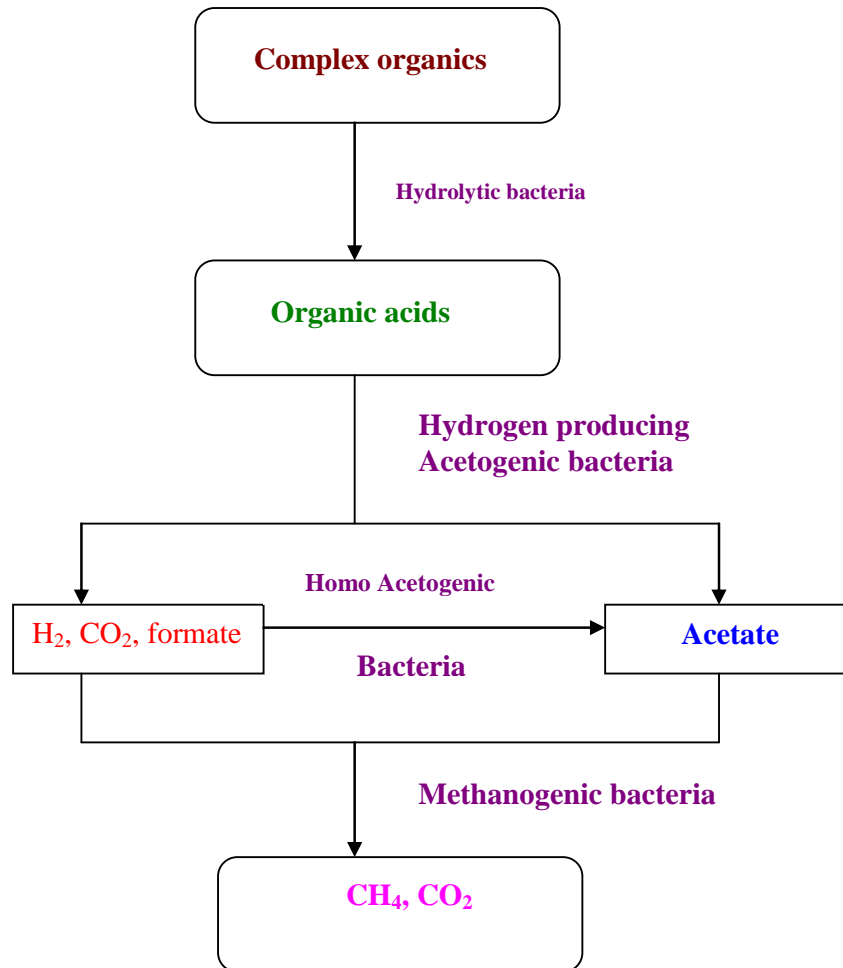 Complex organics
Hydrolytic bacteria
Organic acids
Hydrogen producing
Acetogenic bacteria
Homo Acetogenic
H₂, CO₂, formate
Acetate
Bacteria
Methanogenic bacteria
CH₄, CO₂